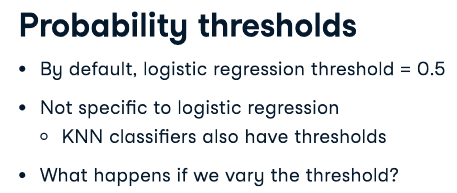 Probability thresholds
• By default, logistic regression threshold = 0.5
• Not specific to logistic regression
○ KNN classifiers also have thresholds
• What happens if we vary the threshold?